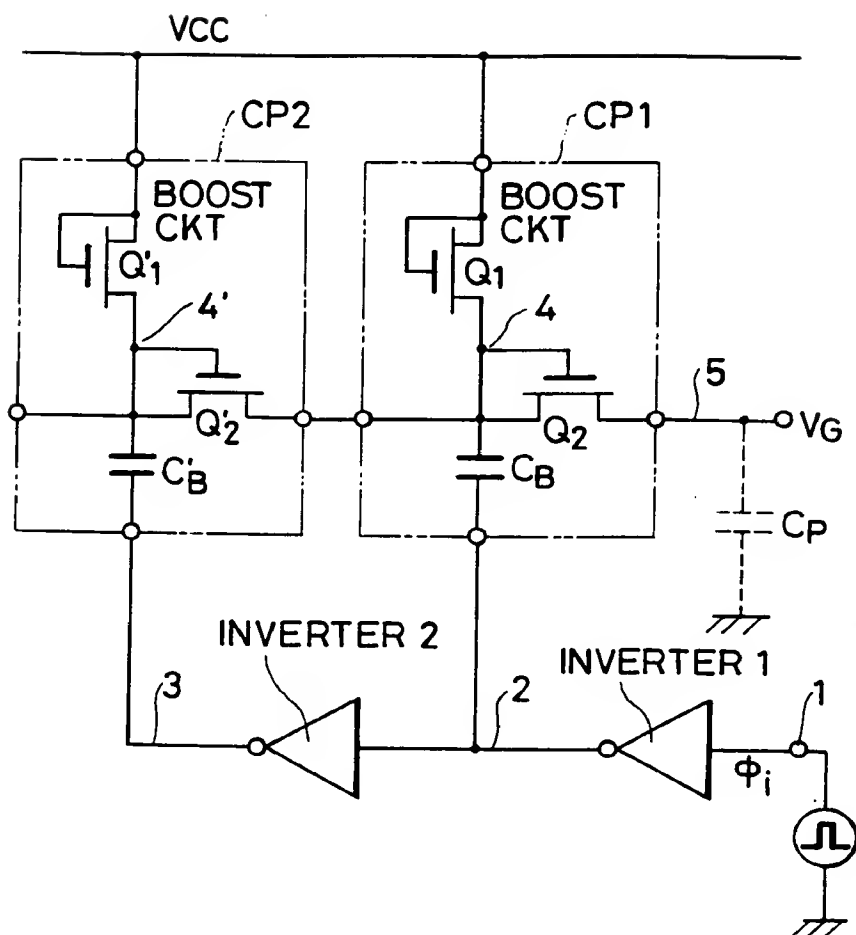 VCC
CP2
CP1
BOOST
CKT
BOOST
CKT
Q'1
Q1
4'
4
5
Q'2
Q2
VG
C'B
CB
CP
INVERTER 2
INVERTER 1
3
2
1
Φi